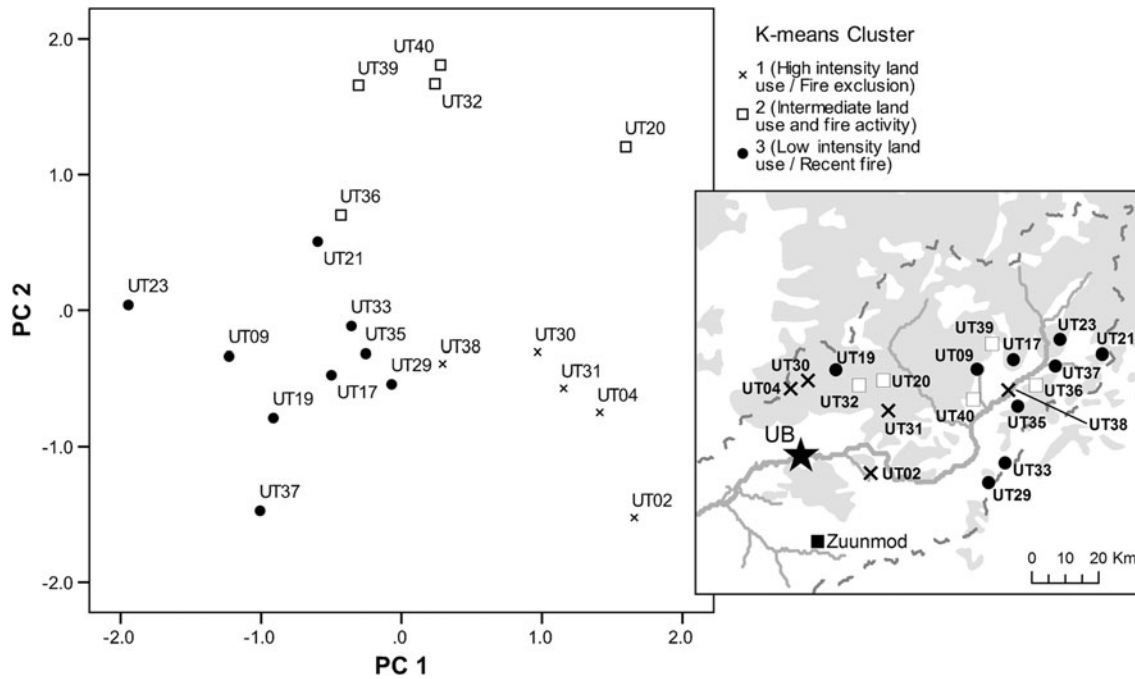 2.0
1.0
.0
-1.0
-2.0
PC 2
-2.0
-1.0
.0
1.0
2.0
PC 1
UT40
UT39
UT32
UT20
UT36
UT21
UT23
UT33
UT35
UT09
UT29
UT38
UT30
UT31
UT17
UT04
UT19
UT37
UT02
K-means Cluster
1 (High intensity land
use / Fire exclusion)
2 (Intermediate land
use and fire activity)
3 (Low intensity land
use / Recent fire)
UT39
UT23
UT17
UT21
UT30
UT19
UT09
UT37
UT04
UT20
UT36
UT32
UT40
UT31
UT35
UT38
UB
UT02
UT33
UT29
Zuunmod
0 10 20 Km